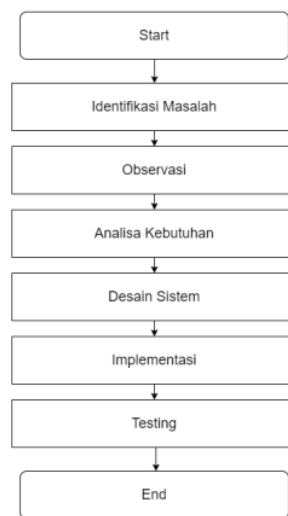 Start
Identifikasi Masalah
Observasi
Analisa Kebutuhan
Desain Sistem
Implementasi
Testing
End